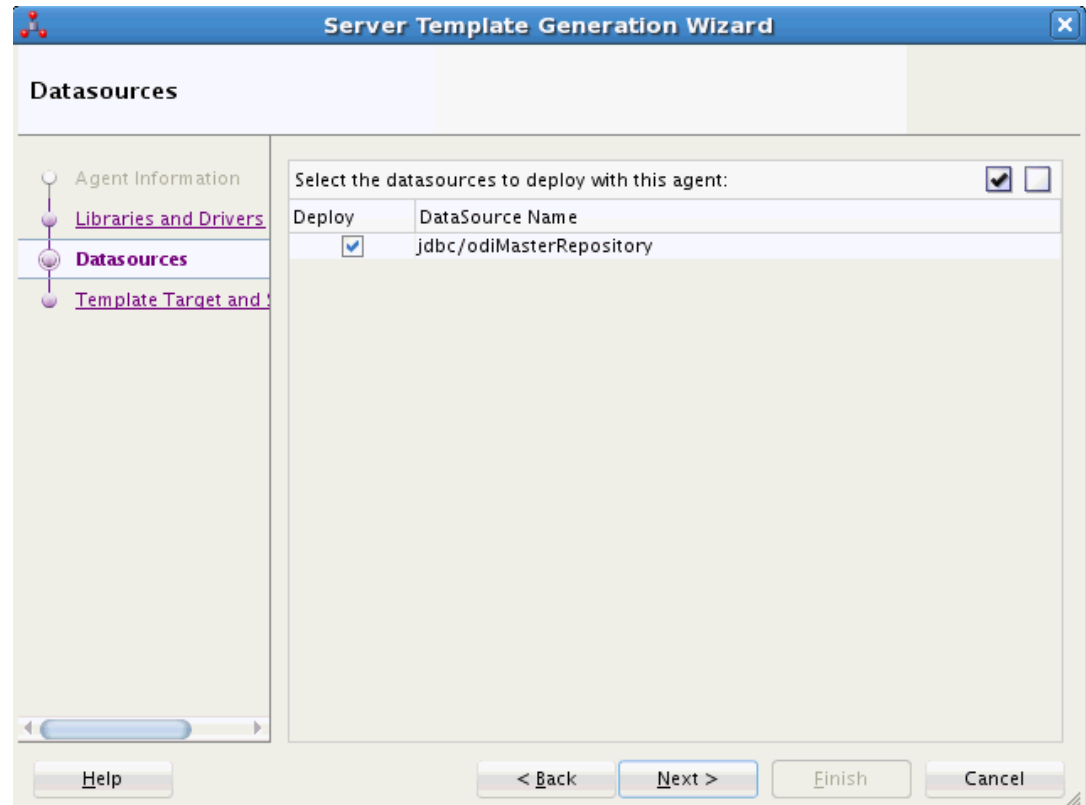 Server Template Generation Wizard
Datasources
Agent Information
Libraries and Drivers
Datasources
Template Target and
Select the datasources to deploy with this agent:
Deploy DataSource Name
jdbc/odiMasterRepository
Help < Back Next > Finish Cancel